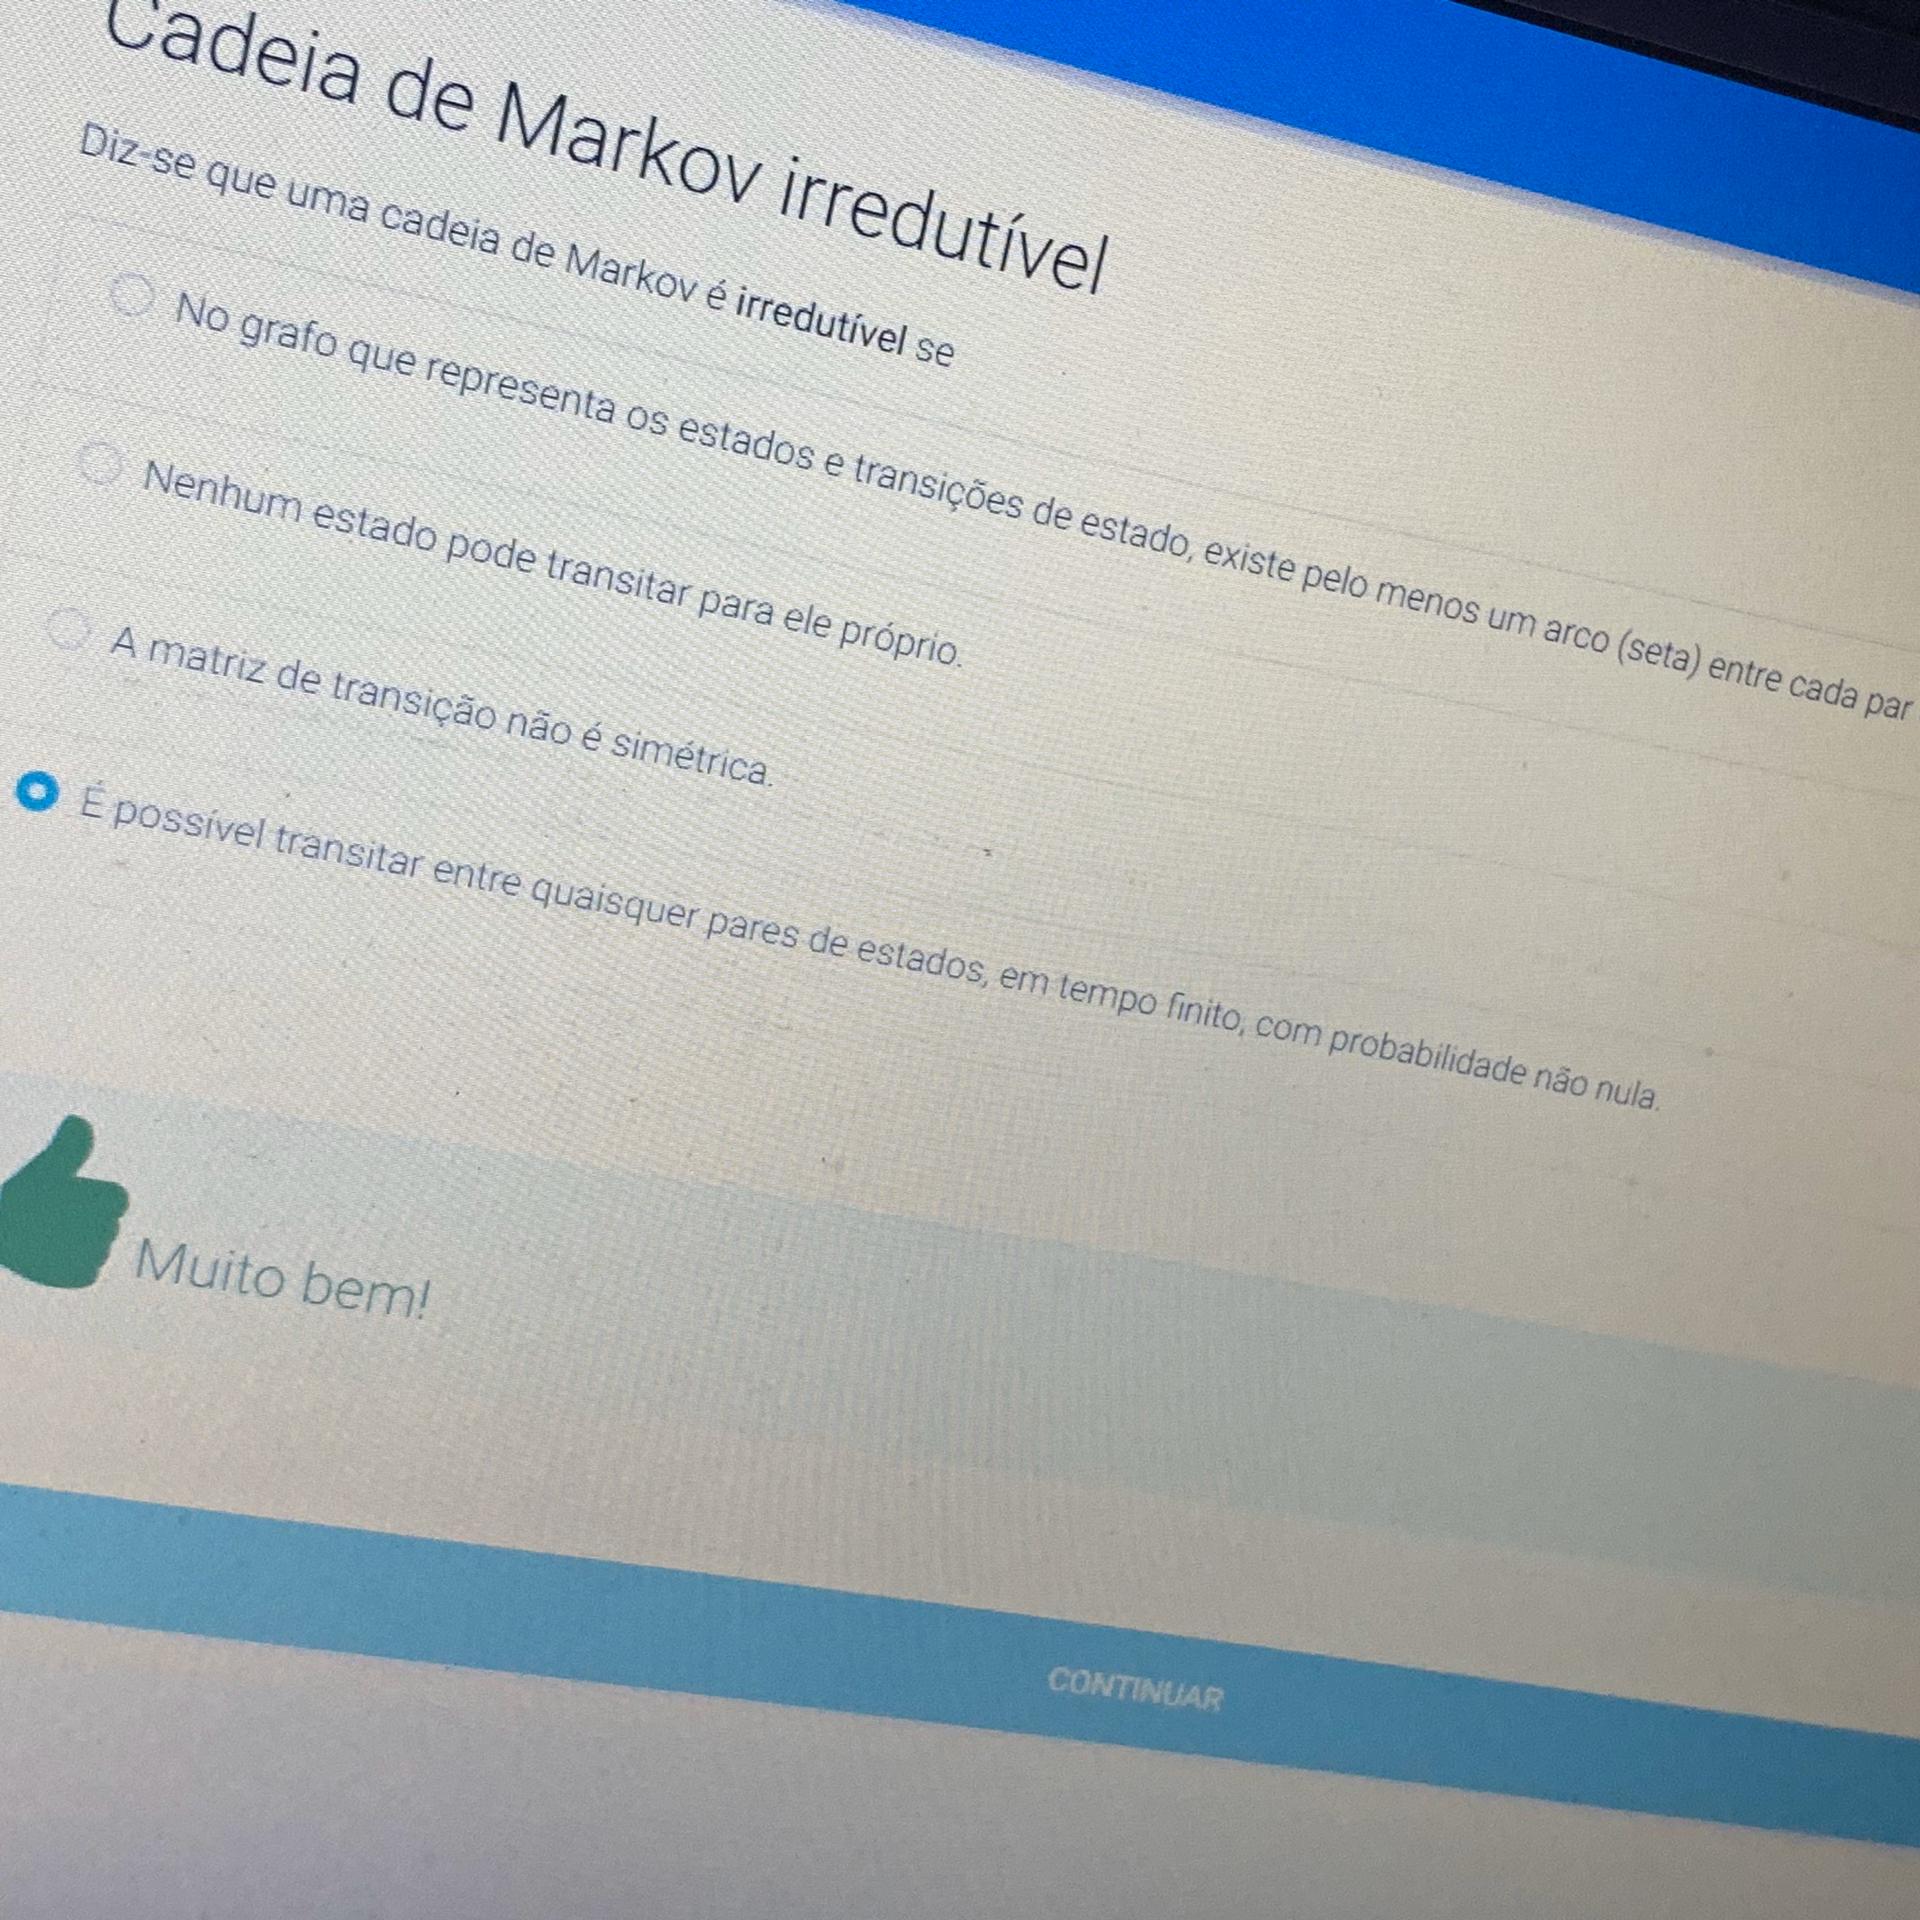 Cadeia de Markov irredutível
Diz-se que uma cadeia de Markov é irredutível se
No grafo que representa os estados e transições de estado, existe pelo menos um arco (seta) entre cada par
Nenhum estado pode transitar para ele próprio.
A matriz de transição não é simétrica.
É possível transitar entre quaisquer pares de estados, em tempo finito, com probabilidade não nula.
Muito bem!
CONTINUAR